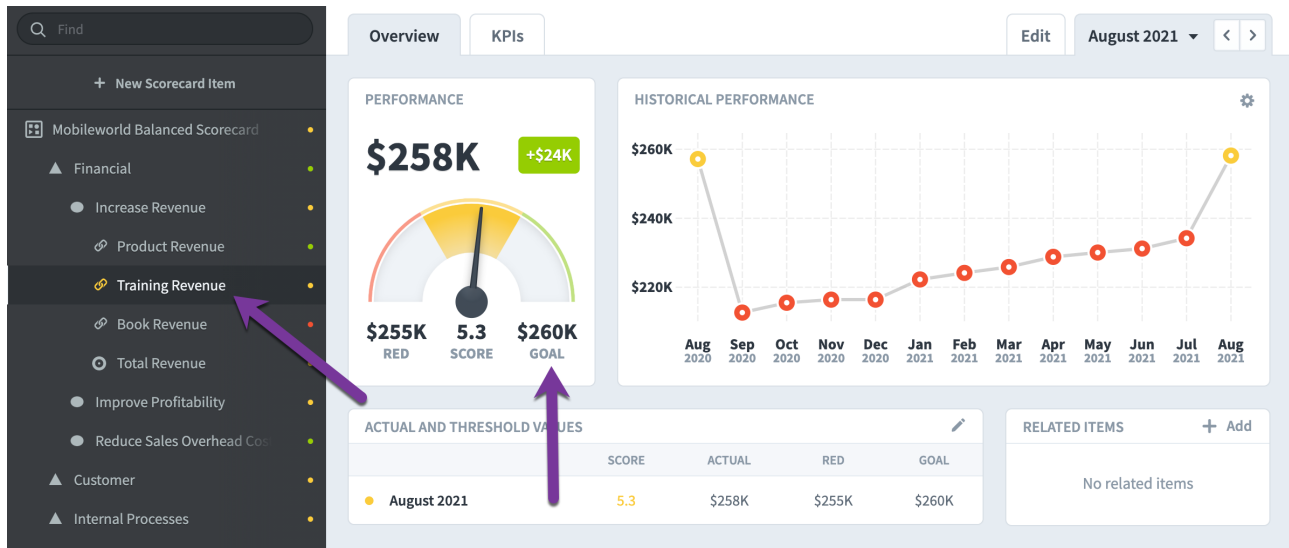 Find
+ New Scorecard Item
Mobileworld Balanced Scorecard
Financial
Increase Revenue
Product Revenue
Training Revenue
Book Revenue
Total Revenue
Improve Profitability
Reduce Sales Overhead Cos
Customer
Internal Processes
Overview KPIs Edit August 2021
PERFORMANCE
$258K +$24K
$255K 5.3 $260K
RED SCORE GOAL
HISTORICAL PERFORMANCE
$260K
$240K
$220K
Aug Sep Oct Nov Dec Jan Feb Mar Apr May Jun Jul Aug
2020 2020 2020 2020 2020 2021 2021 2021 2021 2021 2021 2021 2021
ACTUAL AND THRESHOLD VALUES
SCORE ACTUAL RED GOAL
August 2021 5.3 $258K $255K $260K
RELATED ITEMS + Add
No related items